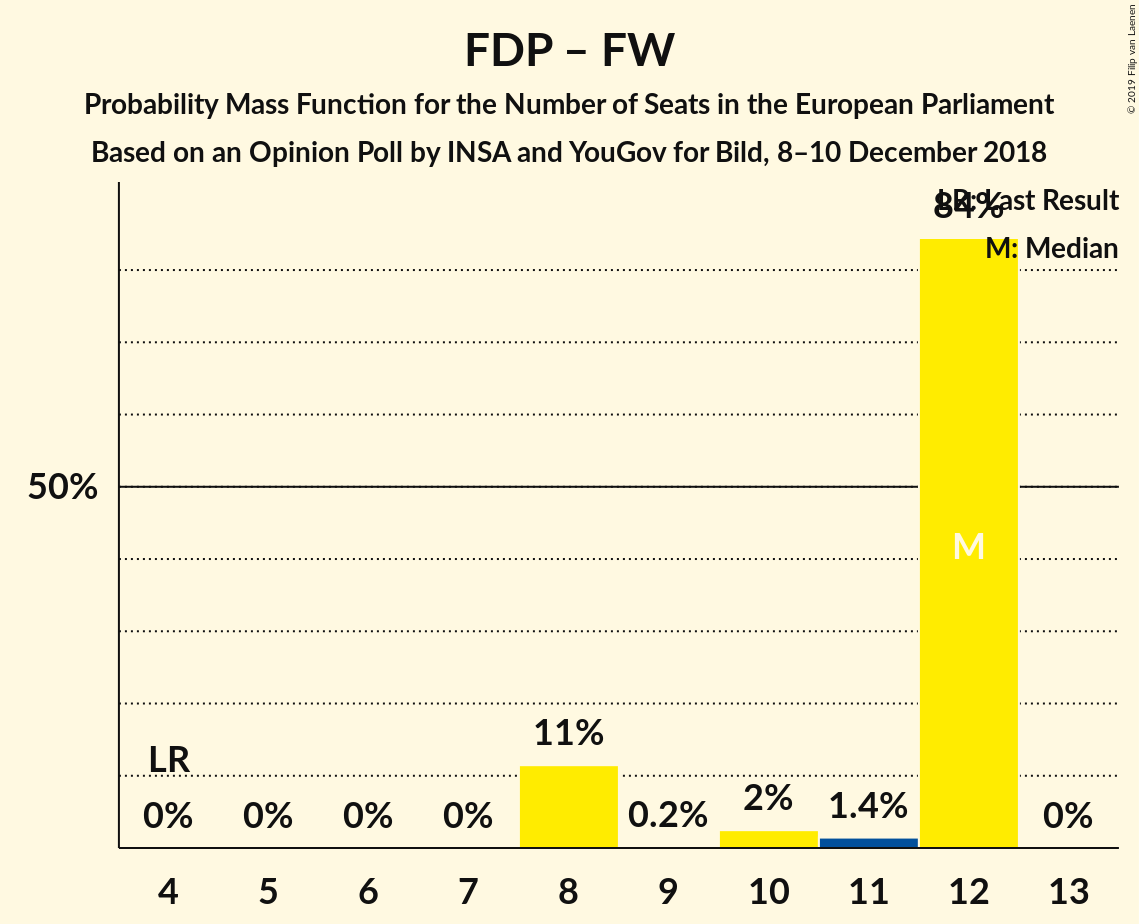 FDP – FW
Probability Mass Function for the Number of Seats in the European Parliament
Based on an Opinion Poll by INSA and YouGov for Bild, 8–10 December 2018
© 2019 Filip van Laenen
LR: Last Result
M: Median
84%
50%
M
LR
0%
0%
0%
0%
11%
0.2%
2%
1.4%
0%
4
5
6
7
8
9
10
11
12
13